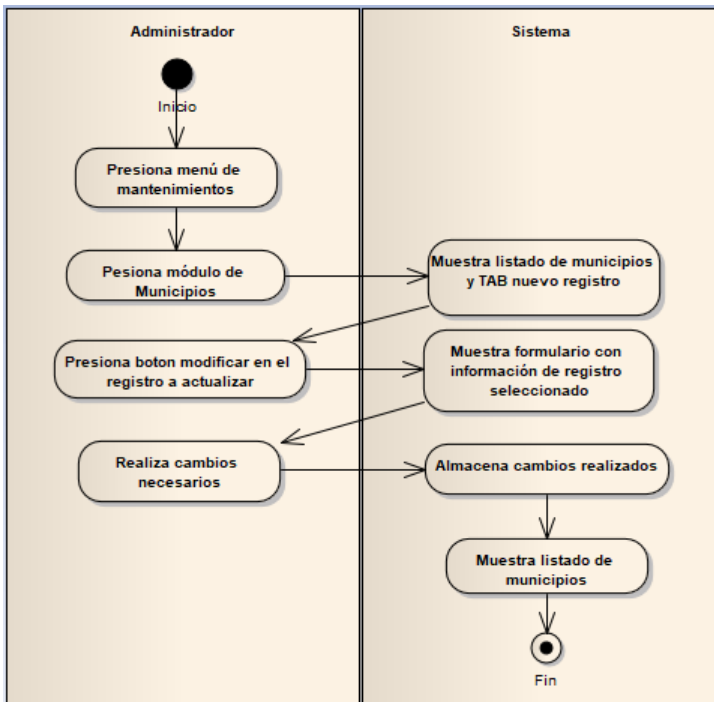 Administrador
Sistema
Inicio
Presiona menú de
mantenimientos
Pesiona módulo de
Municipios
Muestra listado de municipios
y TAB nuevo registro
Presiona boton modificar en el
registro a actualizar
Muestra formulario con
información de registro
seleccionado
Realiza cambios
necesarios
Almacena cambios realizados
Muestra listado de
municipios
Fin